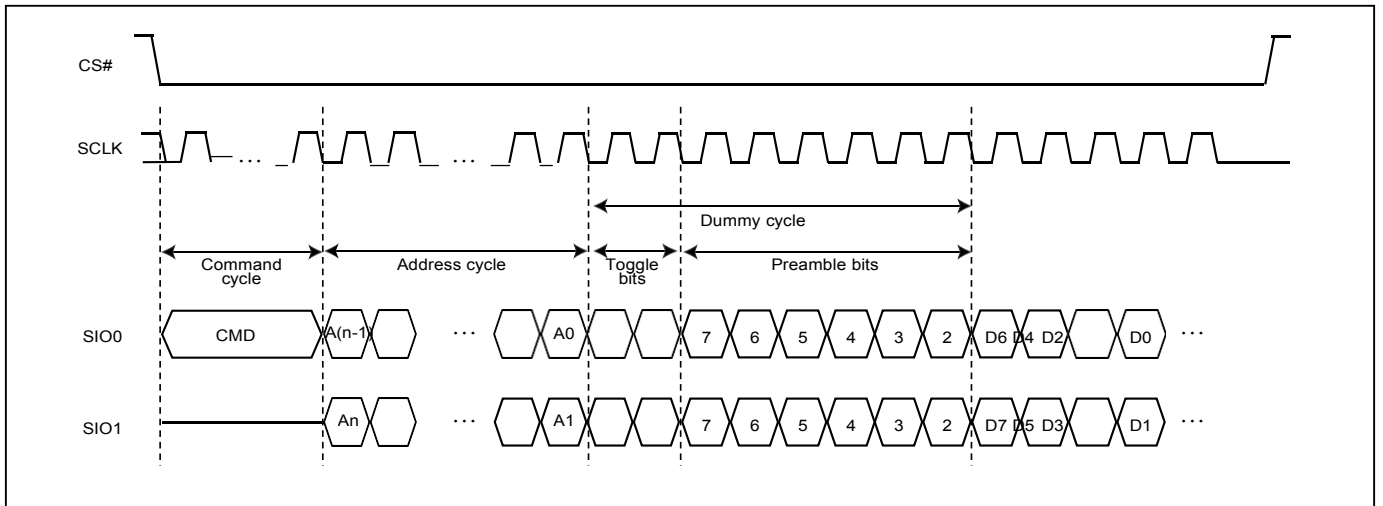 CS#
SCLK
...
...
Dummy cycle
Command cycle
Address cycle
Toggle bits
Preamble bits
SIO0
CMD
A(n-1)
...
A0
7 6 5 4 3 2
D6 D4 D2 D0
...
SIO1
An
...
A1
7 6 5 4 3 2
D7 D5 D3 D1
...